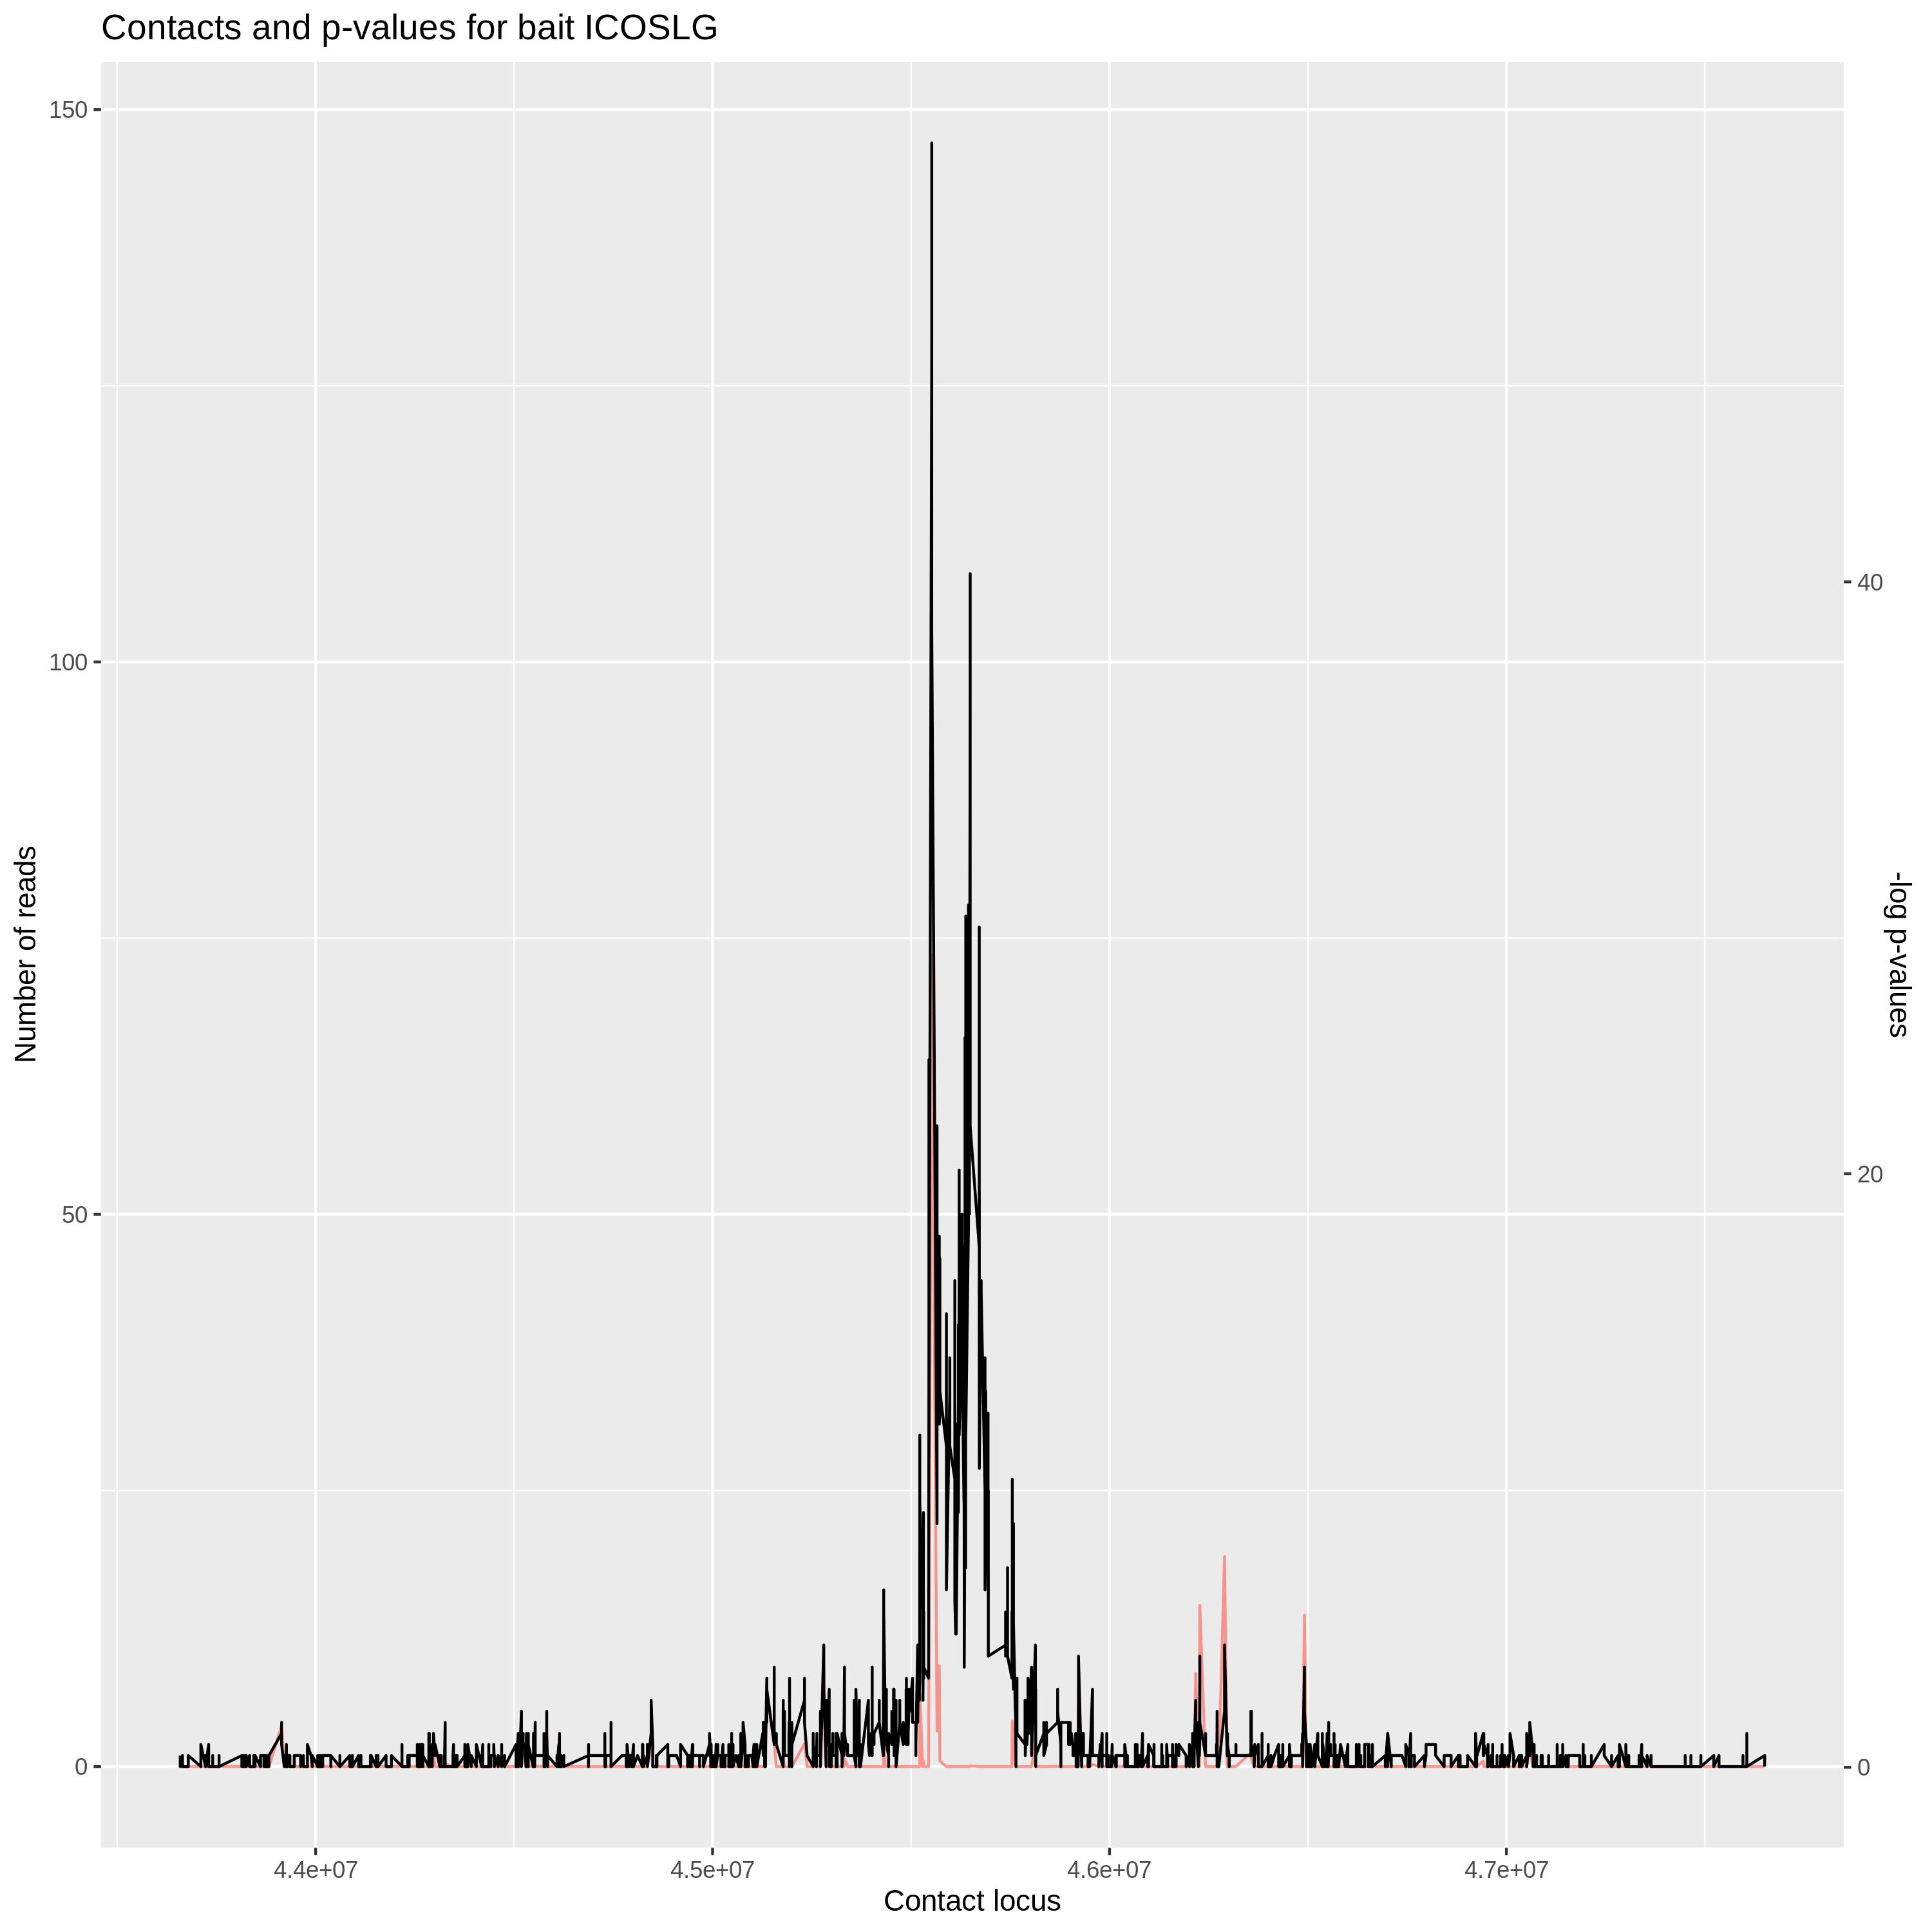 Contacts and p-values for bait ICOSLG
150
100
50
0
Number of reads
40
20
0
-log p-values
4.4e+07
4.5e+07
4.6e+07
4.7e+07
Contact locus